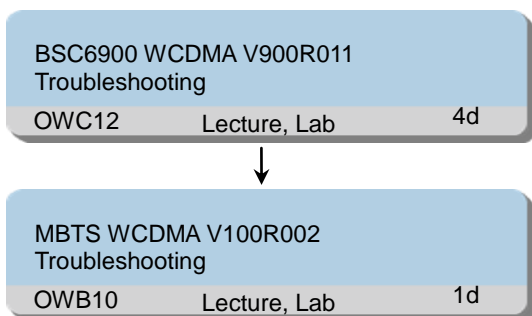 BSC6900 WCDMA V900R011
Troubleshooting
OWC12 Lecture, Lab 4d
MBTS WCDMA V100R002
Troubleshooting
OWB10 Lecture, Lab 1d